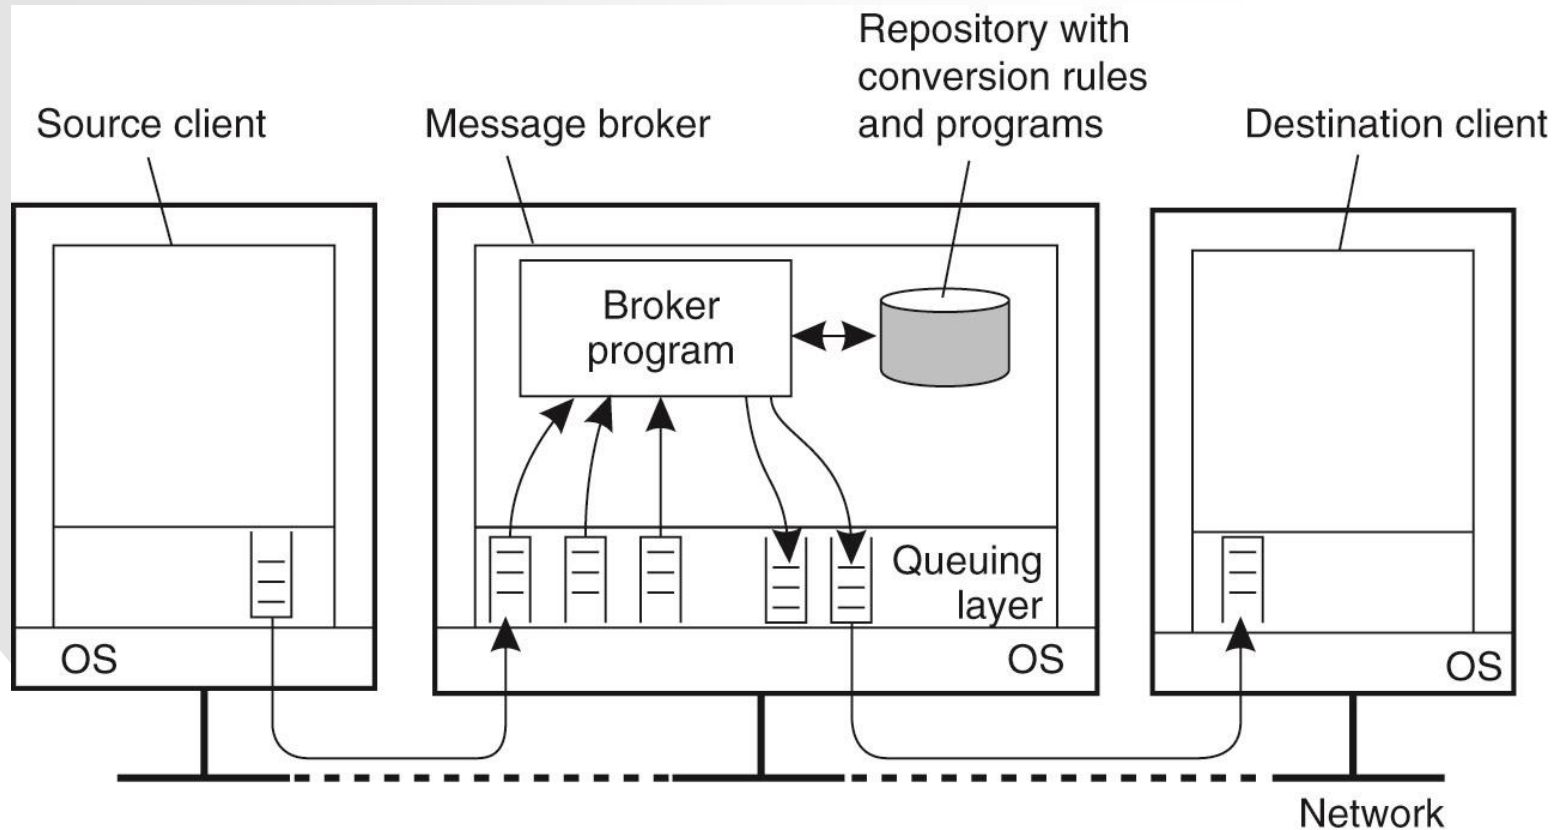 Repository with
conversion rules
and programs
Source client
Message broker
Destination client
Broker
program
Queuing
layer
OS
OS
OS
Network